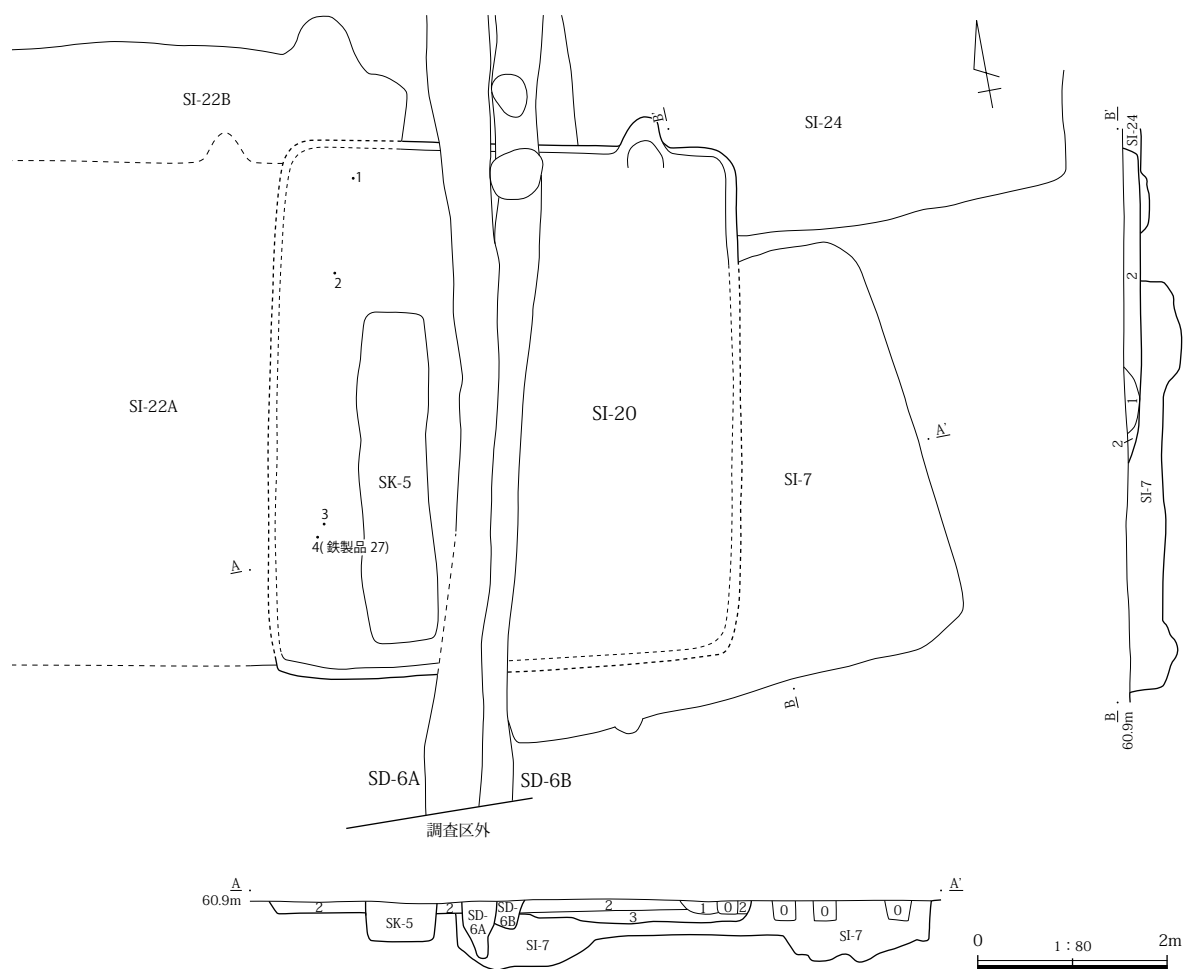 SI-22B
SI-24
B'
B'
SI-24
1
2
2
SI-22A
SI-20
1
A'
2
SK-5
SI-7
SI-7
3
4( 鉄製品 27)
A
B
B
60.9m
SD-6A
SD-6B
調査区外
A
A'
60.9m
2
2
2
1
0
2
0
0
0
SK-5
SD-6A
SD-6B
3
SI-7
SI-7
0
1：80
2m